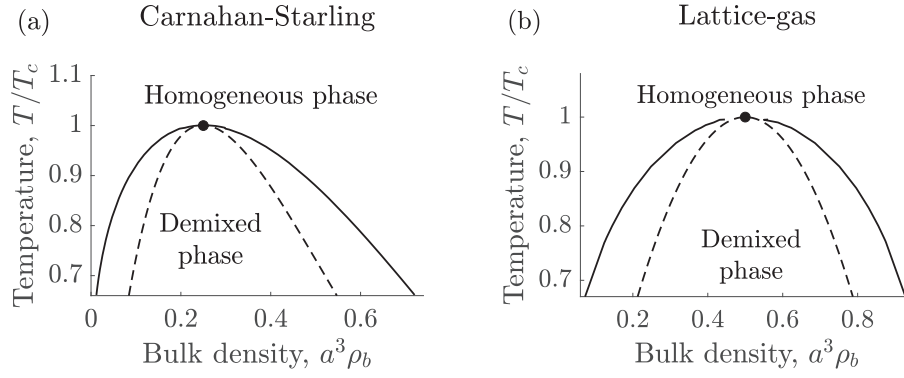 (a)
Carnahan-Starling
Temperature, T/T_c
1.1
1
0.9
0.8
0.7
Homogeneous phase
Demixed
phase
0
0.2
0.4
0.6
Bulk density, a^3ρ_b
(b)
Lattice-gas
Temperature, T/T_c
1
0.9
0.8
0.7
Homogeneous phase
Demixed
phase
0.2
0.4
0.6
0.8
Bulk density, a^3ρ_b